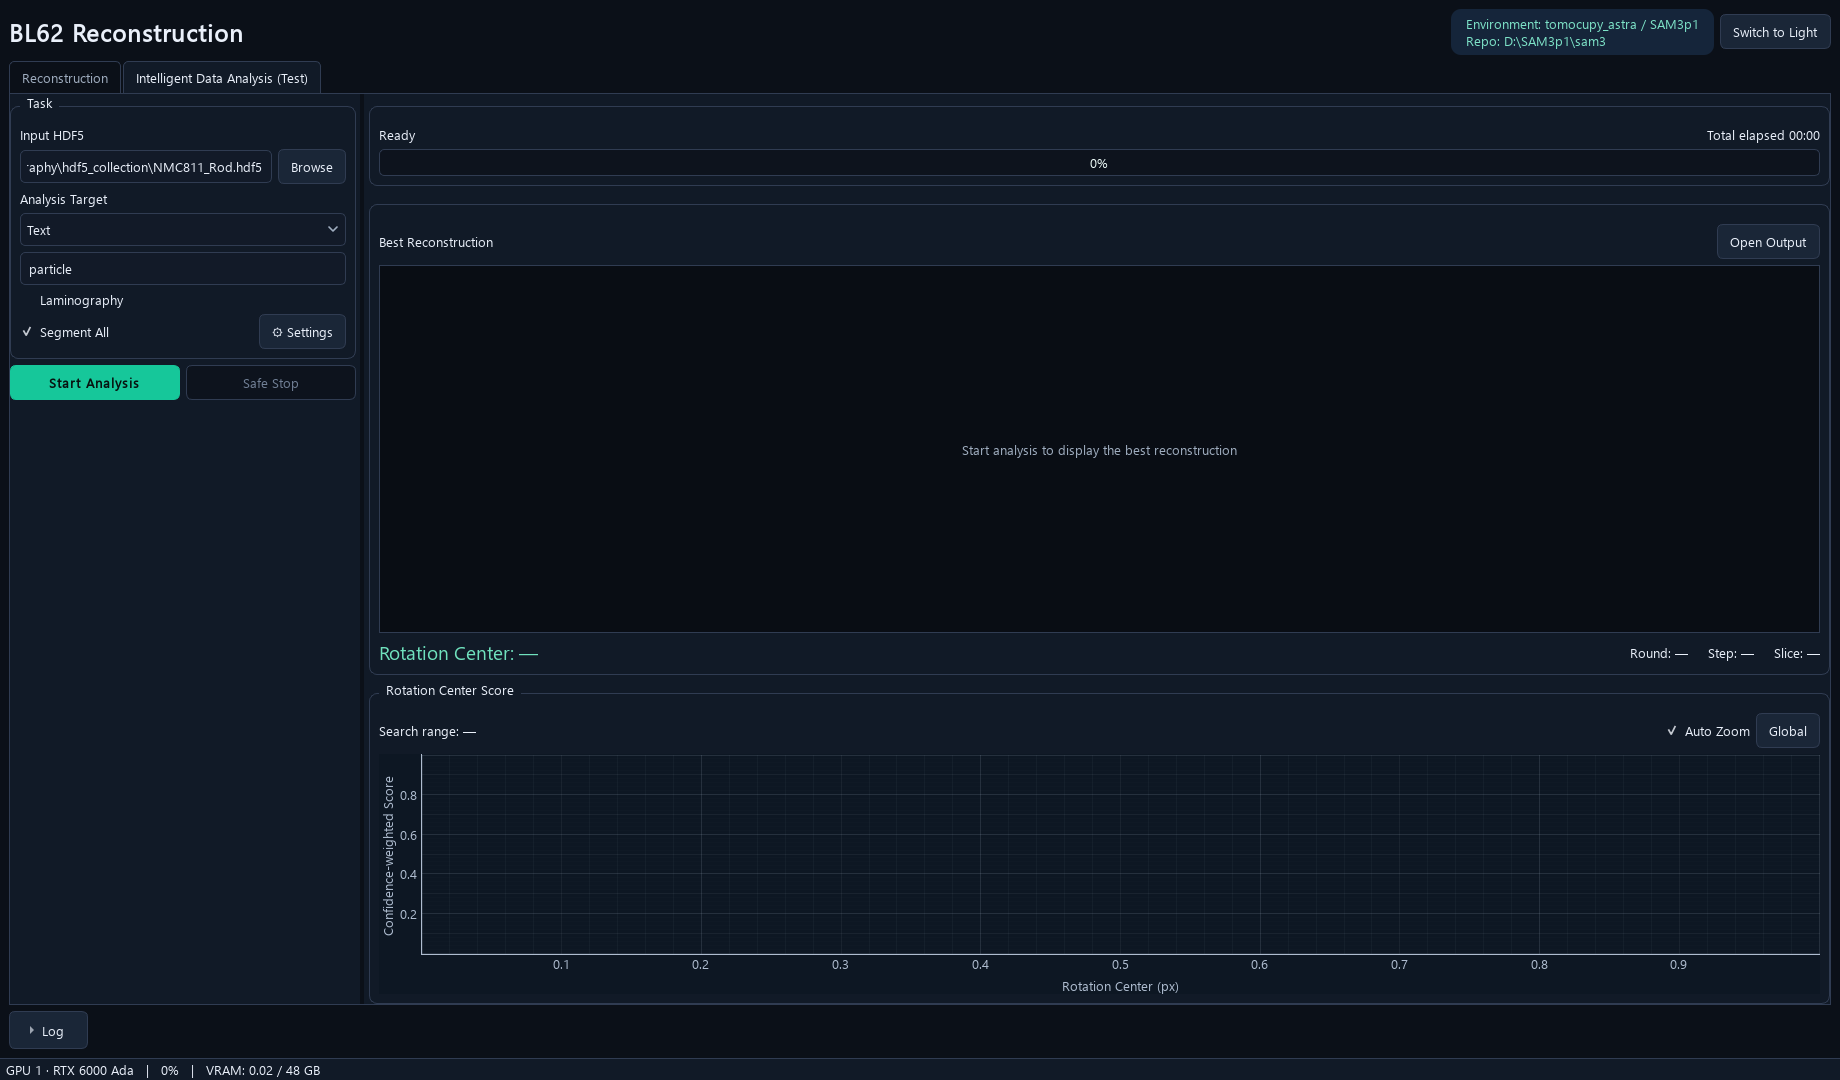 BL62 Reconstruction
Environment: tomocupy_astra / SAM3p1
Repo: D:\SAM3p1\sam3
Switch to Light
Reconstruction
Intelligent Data Analysis (Test)
Task
Input HDF5
raphy\hdf5_collection\NMC811_Rod.hdf5
Browse
Analysis Target
Text
particle
Laminography
✓ Segment All
⚙ Settings
Start Analysis
Safe Stop
Ready
Total elapsed 00:00
0%
Best Reconstruction
Open Output
Start analysis to display the best reconstruction
Rotation Center: —
Round: —
Step: —
Slice: —
Rotation Center Score
Search range: —
✓ Auto Zoom
Global
Confidence-weighted Score
0.8
0.6
0.4
0.2
0.1 0.2 0.3 0.4 0.5 0.6 0.7 0.8 0.9
Rotation Center (px)
Log
GPU 1 · RTX 6000 Ada | 0% | VRAM: 0.02 / 48 GB